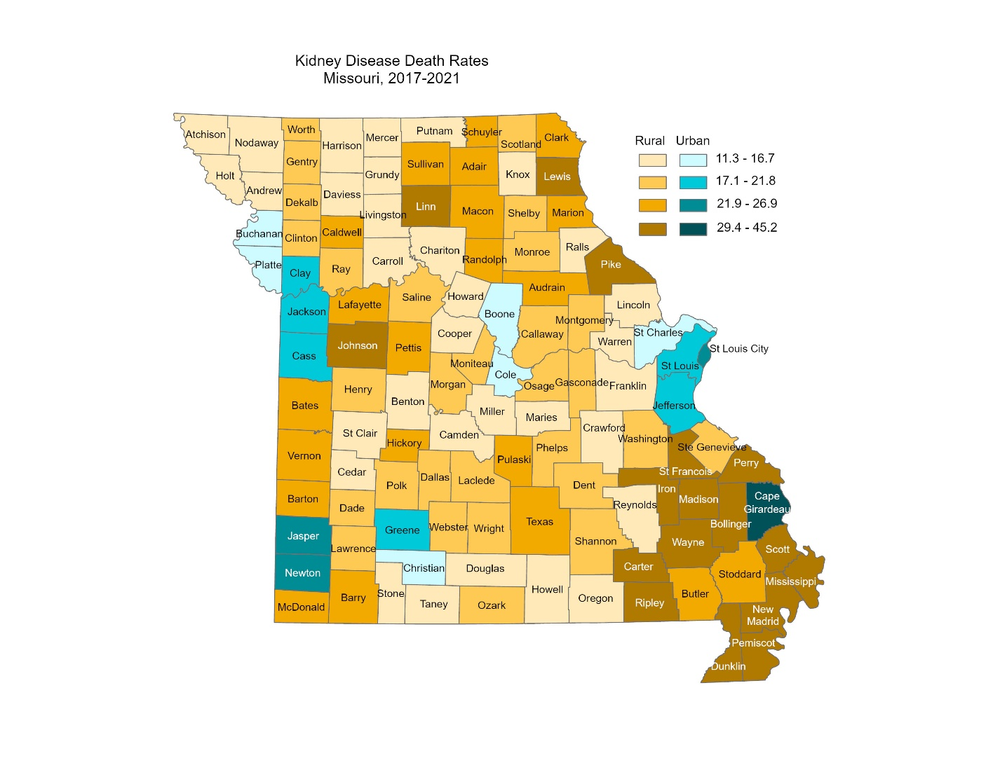 Kidney Disease Death Rates
Missouri, 2017-2021
Rural Urban
11.3 - 16.7
17.1 - 21.8
21.9 - 26.9
29.4 - 45.2
Atchison
Nodaway
Worth
Harrison
Mercer
Putnam
Schuyler
Scotland
Clark
Holt
Andrew
Gentry
Daviess
Grundy
Sullivan
Adair
Knox
Lewis
Dekalb
Livingston
Linn
Macon
Shelby
Marion
Buchanan
Clinton
Caldwell
Chariton
Randolph
Monroe
Ralls
Pike
Platte
Clay
Ray
Carroll
Howard
Audrain
Jackson
Lafayette
Saline
Boone
Callaway
Montgomery
Lincoln
Cass
Johnson
Pettis
Cooper
Moniteau
Warren
St Charles
St Louis City
St Louis
Cole
Bates
Henry
Benton
Morgan
Miller
Osage
Gasconade
Franklin
Jefferson
Maries
St Clair
Hickory
Camden
Crawford
Washington
Ste Genevieve
Vernon
Cedar
Polk
Dallas
Laclede
Pulaski
Phelps
Dent
St Francois
Perry
Barton
Dade
Iron
Madison
Reynolds
Cape
Girardeau
Bollinger
Jasper
Greene
Webster
Wright
Texas
Shannon
Wayne
Scott
Lawrence
Newton
Christian
Douglas
Howell
Carter
Stoddard
Mississippi
McDonald
Barry
Stone
Taney
Ozark
Oregon
Ripley
Butler
New
Madrid
Pemiscot
Dunklin